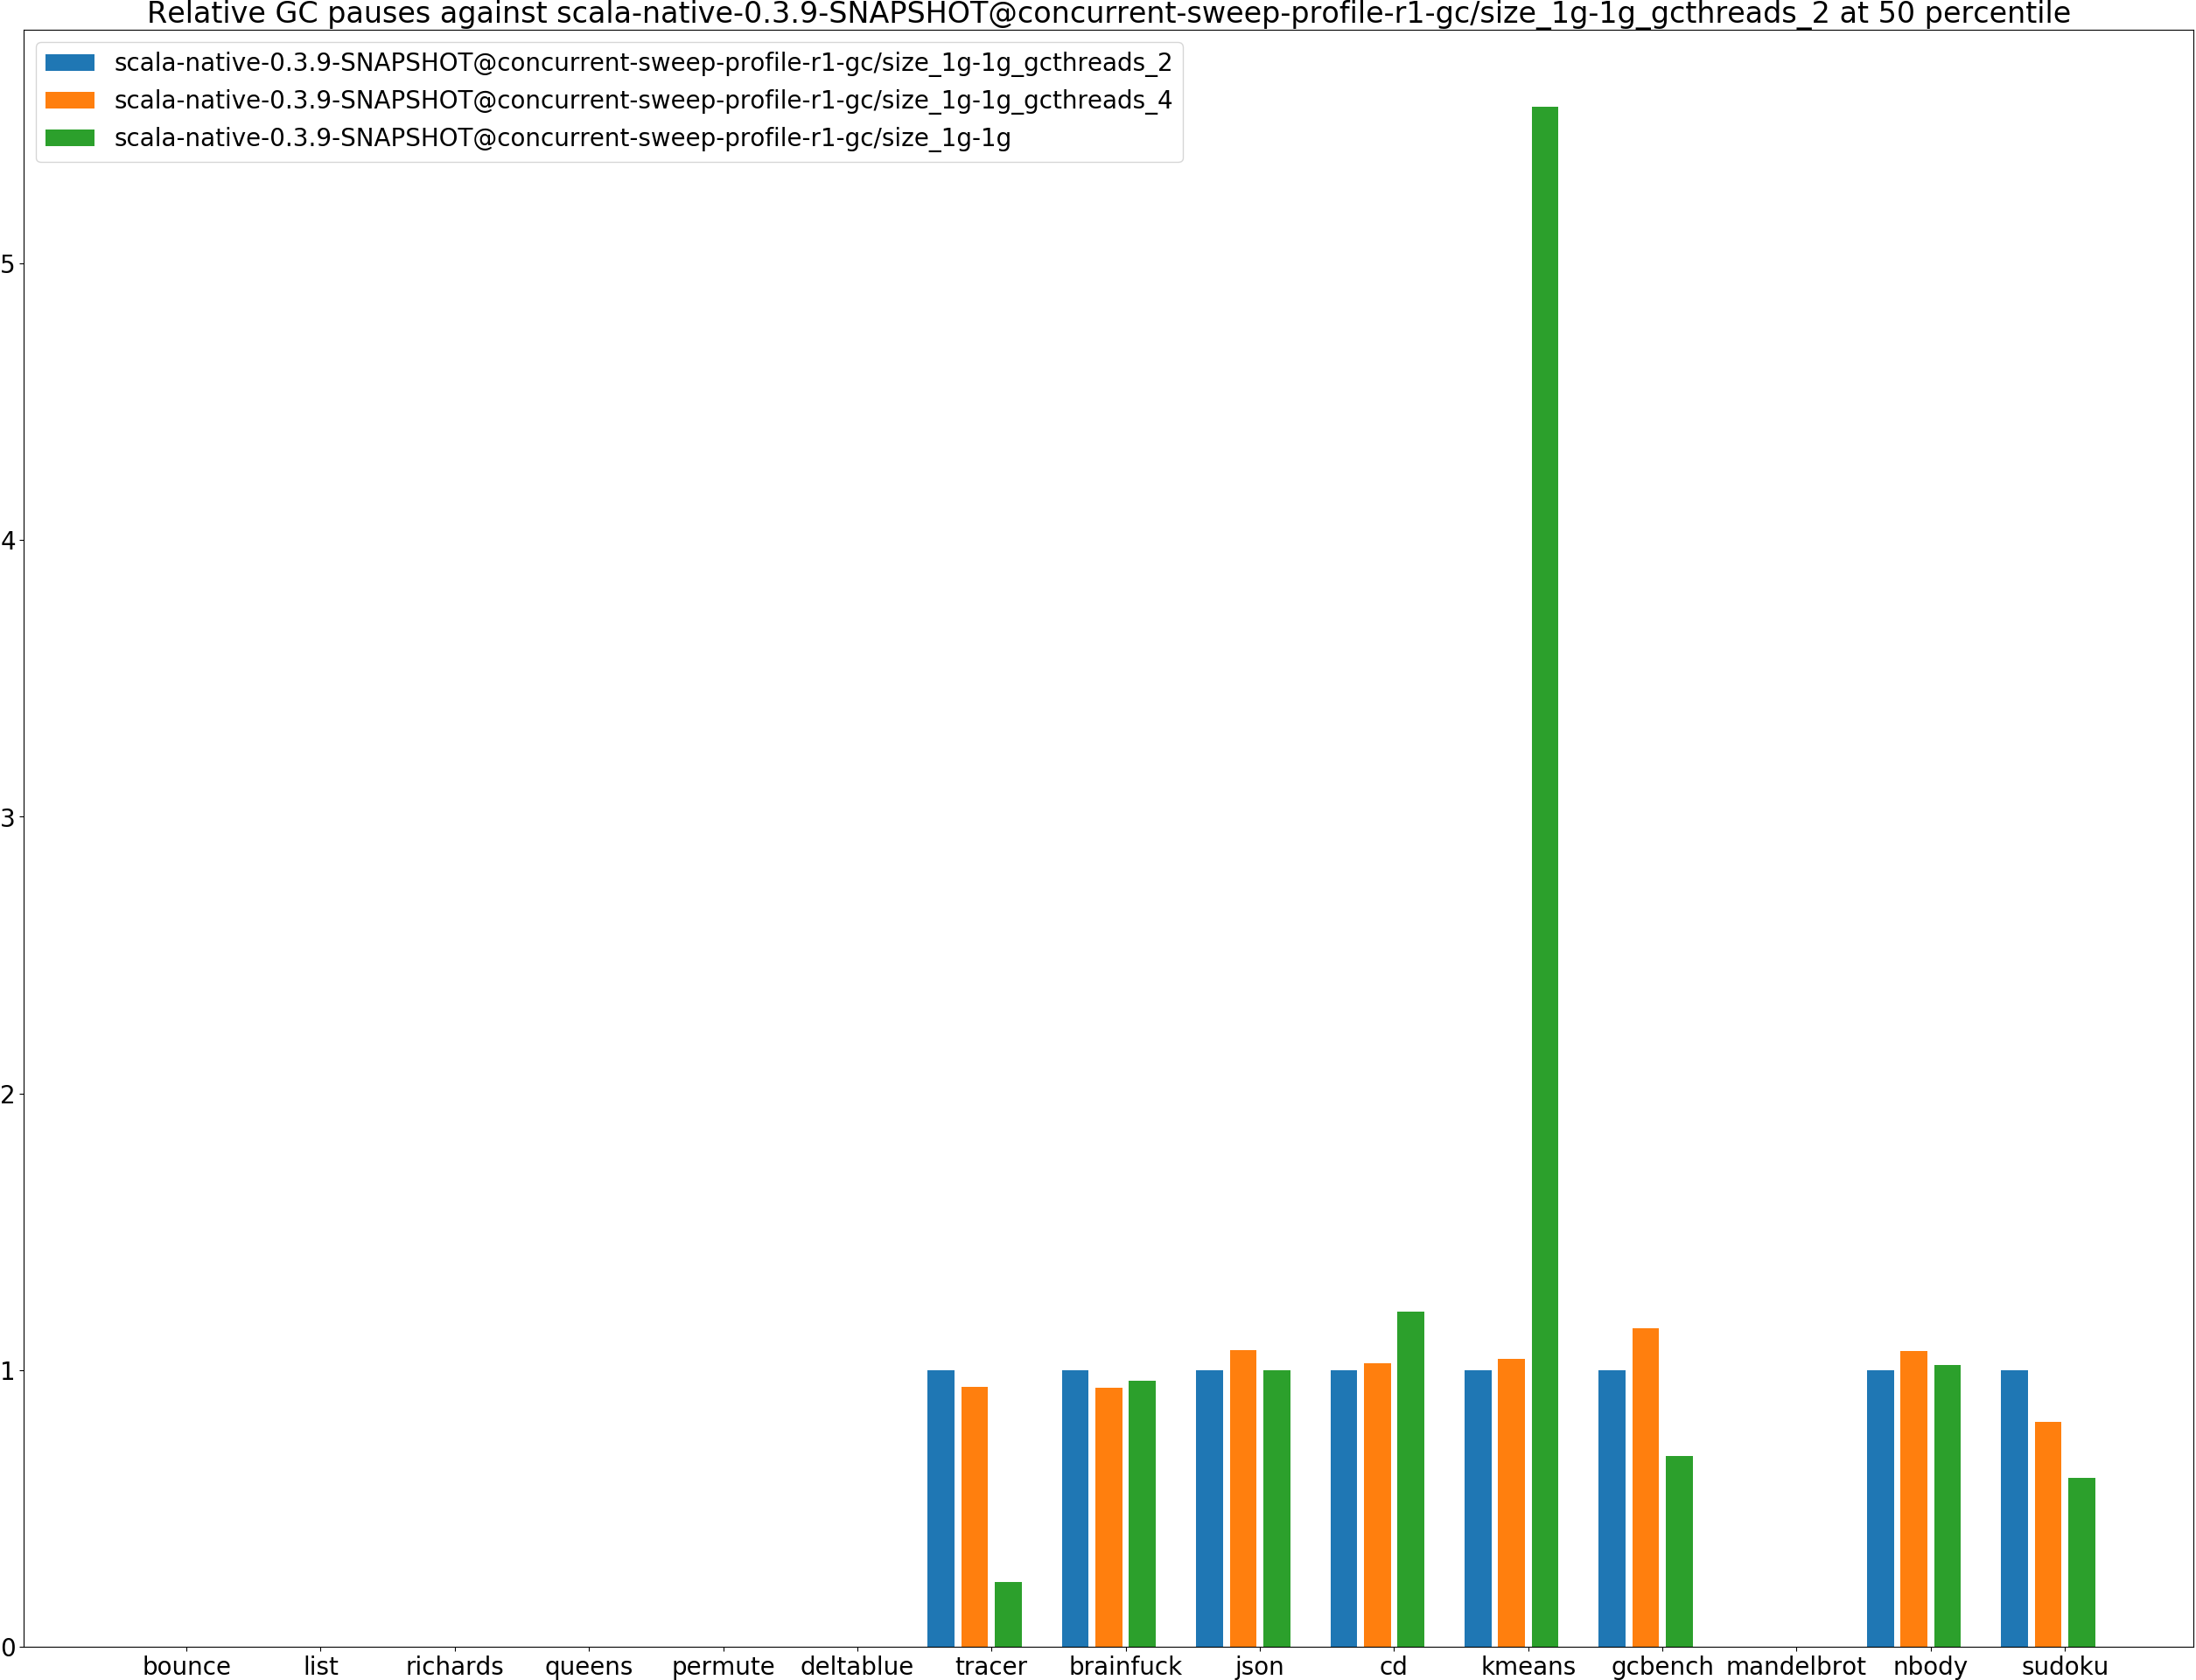 Relative GC pauses against scala-native-0.3.9-SNAPSHOT@concurrent-sweep-profile-r1-gc/size_1g-1g_gcthreads_2 at 50 percentile
scala-native-0.3.9-SNAPSHOT@concurrent-sweep-profile-r1-gc/size_1g-1g_gcthreads_2
scala-native-0.3.9-SNAPSHOT@concurrent-sweep-profile-r1-gc/size_1g-1g_gcthreads_4
scala-native-0.3.9-SNAPSHOT@concurrent-sweep-profile-r1-gc/size_1g-1g
5
4
3
2
1
0
bounce list richards queens permute deltablue tracer brainfuck json cd kmeans gcbench mandelbrot nbody sudoku